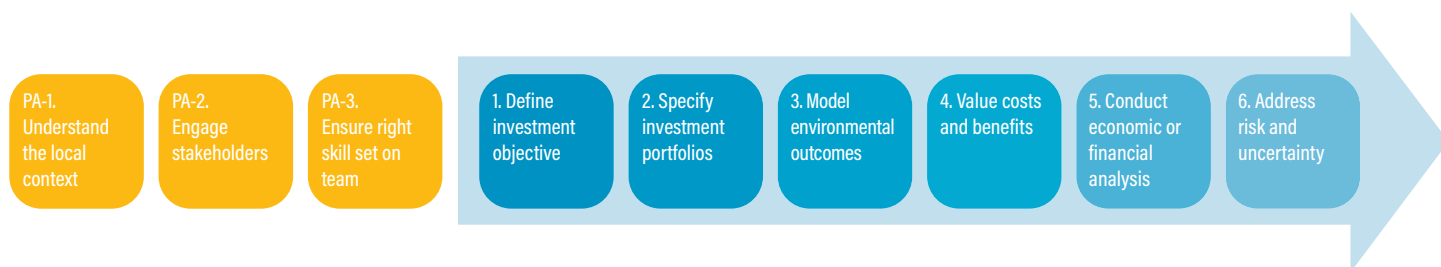 PA-1.
Understand
the local
context
PA-2.
Engage
stakeholders
PA-3.
Ensure right
skill set on
team
1. Define
investment
objective
2. Specify
investment
portfolios
3. Model
environmental
outcomes
4. Value costs
and benefits
5. Conduct
economic or
financial
analysis
6. Address
risk and
uncertainty